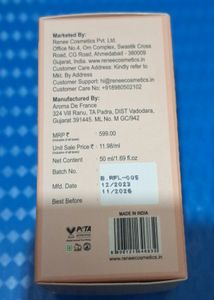 Marketed By:
Renee Cosmetics Pvt. Ltd.
Office No.4, Om Complex, Swastik Cross
Road, CG Road, Ahmedabad - 380009
Gujarat, India. www.reneecosmetics.in
Customer Care Address: Kindly refer to
Mkt. By Address
Customer Support: hi@reneecosmetics.in
Customer Care: +918980502102
Manufactured By:
Aroma De France
324 Vill Ranu, TA Padra, DIST Vadodara,
Gujarat 391445. ML No. M GC/942
MRP ₹ : 599.00
Unit Sale Price : 11.98/ml
Net Content : 50 ml/1.69 fl.oz
Batch No. : B.RFL-005
Mfd. Date : 12/2023
Best Before : 11/2026
MADE IN INDIA
PETA
www.reneecosmetics.in